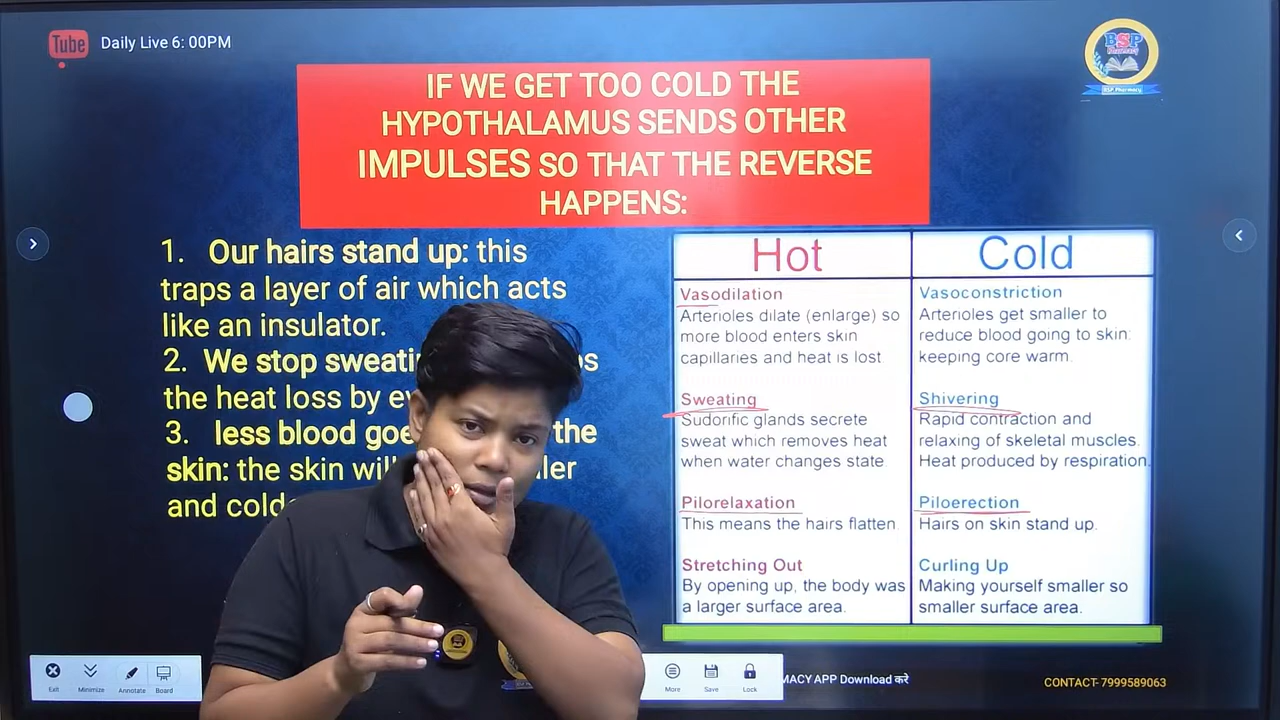 Tube Daily Live 6: 00PM
BSP
Pharmacy
BSP Pharmacy
IF WE GET TOO COLD THE
HYPOTHALAMUS SENDS OTHER
IMPULSES SO THAT THE REVERSE
HAPPENS:
1. Our hairs stand up: this
traps a layer of air which acts
like an insulator.
2. We stop
the heat loss by
3. less blood the
skin: the skin
and
Hot
Cold
Vasodilation
Arterioles dilate (enlarge) so
more blood enters skin
capillaries and heat is lost.
Sweating
Sudorific glands secrete
sweat which removes heat
when water changes state
Pilorelaxation
This means the hairs flatten.
Stretching Out
By opening up, the body was
a larger surface area.
Vasoconstriction
Arterioles get smaller to
reduce blood going to skin:
keeping core warm.
Shivering
Rapid contraction and
relaxing of skeletal muscles.
Heat produced by respiration.
Piloerection
Hairs on skin stand up.
Curling Up
Making yourself smaller so
smaller surface area.
Exit
Minimize
Annotate
Board
More
Save
Lock
APP Download करे
CONTACT- 7999589063